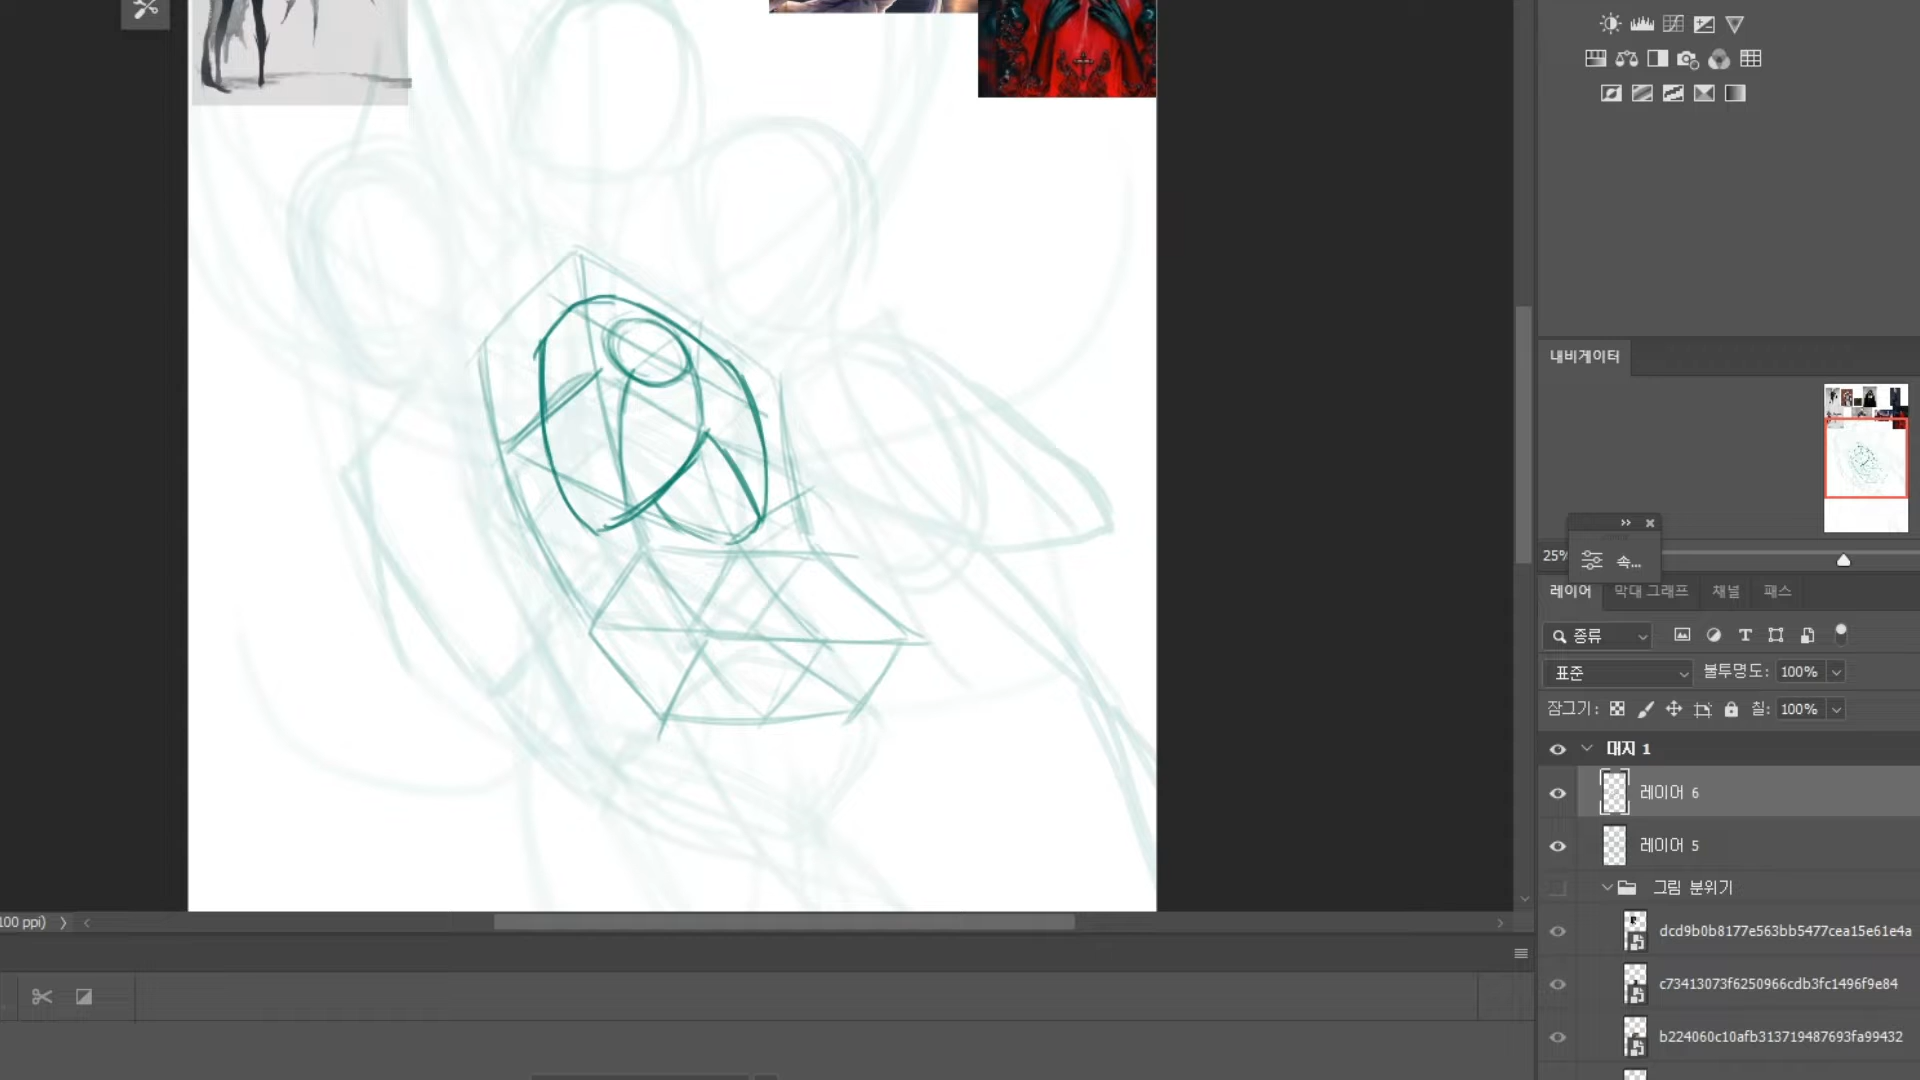 내비게이터
25%
속...
레이어 막대 그래프 채널 패스
종류
표준 불투명도: 100%
잠그기: 칠: 100%
대지 1
레이어 6
레이어 5
그림 분위기
100 ppi)
dcd9b0b8177e563bb5477cea15e61e4a
c73413073f6250966cdb3fc1496f9e84
b224060c10afb313719487693fa99432